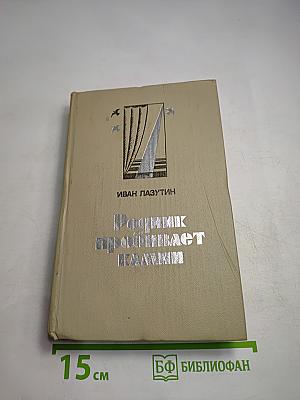 ИВАН ЛАЗУТИН
Родник
пробивает
камни
15 см
БФ БИБЛИОФАН